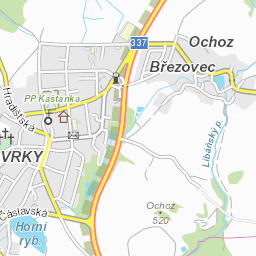 337
Ochoz
Březovec
PP Kaštanka
Hradišťská
VRKY
Libáňský p.
Čáslavská
Horní
ryb.
Ochoz
520